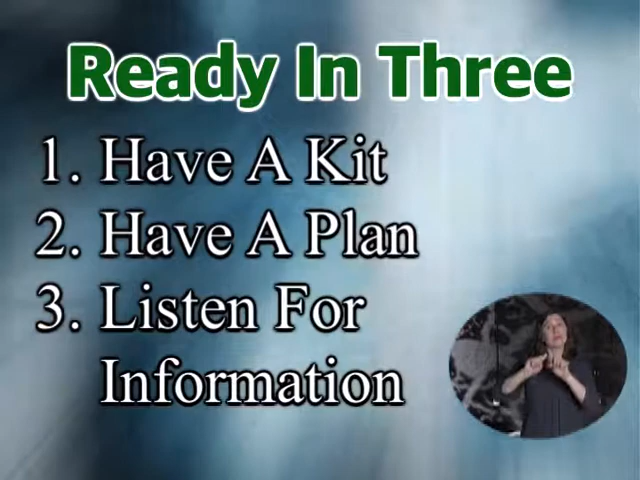 Ready In Three
1. Have A Kit
2. Have A Plan
3. Listen For
Information